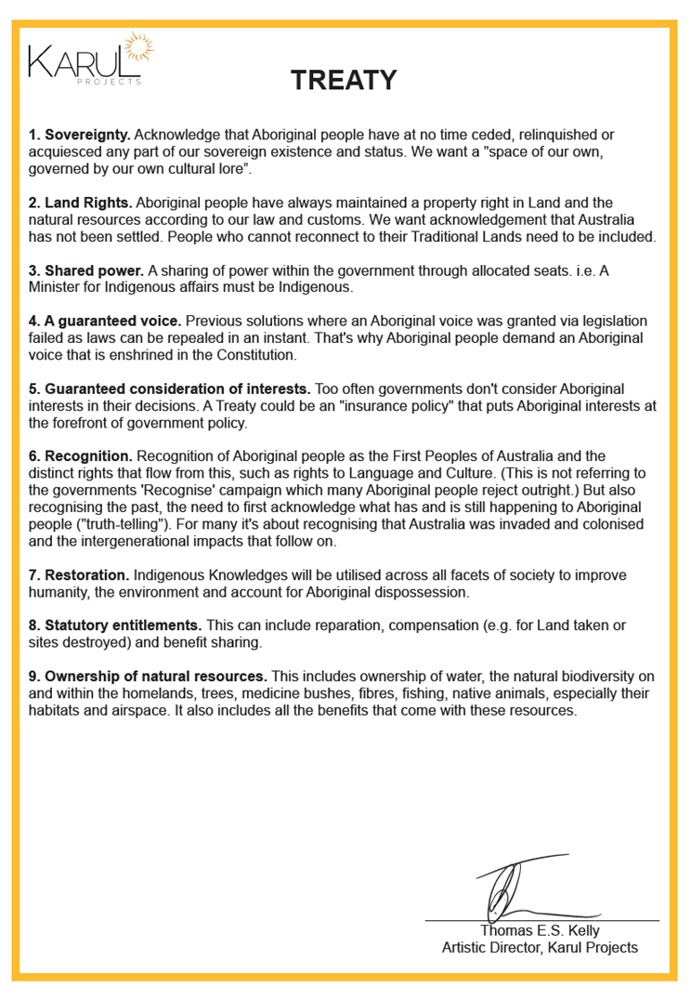 KARUL
PROJECTS
TREATY
1. Sovereignty. Acknowledge that Aboriginal people have at no time ceded, relinquished or
acquiesced any part of our sovereign existence and status. We want a "space of our own,
governed by our own cultural lore”.
2. Land Rights. Aboriginal people have always maintained a property right in Land and the
natural resources according to our law and customs. We want acknowledgement that Australia
has not been settled. People who cannot reconnect to their Traditional Lands need to be included.
3. Shared power. A sharing of power within the government through allocated seats. i.e. A
Minister for Indigenous affairs must be Indigenous.
4. A guaranteed voice. Previous solutions where an Aboriginal voice was granted via legislation
failed as laws can be repealed in an instant. That's why Aboriginal people demand an Aboriginal
voice that is enshrined in the Constitution.
5. Guaranteed consideration of interests. Too often governments don't consider Aboriginal
interests in their decisions. A Treaty could be an "insurance policy" that puts Aboriginal interests at
the forefront of government policy.
6. Recognition. Recognition of Aboriginal people as the First Peoples of Australia and the
distinct rights that flow from this, such as rights to Language and Culture. (This is not referring to
the governments 'Recognise' campaign which many Aboriginal people reject outright.) But also
recognising the past, the need to first acknowledge what has and is still happening to Aboriginal
people ("truth-telling"). For many it's about recognising that Australia was invaded and colonised
and the intergenerational impacts that follow on.
7. Restoration. Indigenous Knowledges will be utilised across all facets of society to improve
humanity, the environment and account for Aboriginal dispossession.
8. Statutory entitlements. This can include reparation, compensation (e.g. for Land taken or
sites destroyed) and benefit sharing.
9. Ownership of natural resources. This includes ownership of water, the natural biodiversity on
and within the homelands, trees, medicine bushes, fibres, fishing, native animals, especially their
habitats and airspace. It also includes all the benefits that come with these resources.
Thomas E.S. Kelly
Artistic Director, Karul Projects